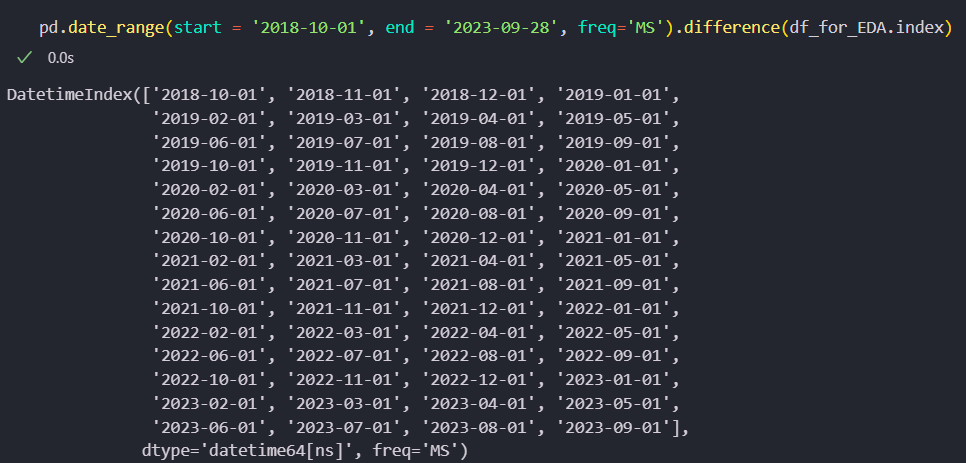 pd.date_range(start = '2018-10-01', end = '2023-09-28', freq='MS').difference(df_for_EDA.index)
✓ 0.0s
DatetimeIndex(['2018-10-01', '2018-11-01', '2018-12-01', '2019-01-01',
'2019-02-01', '2019-03-01', '2019-04-01', '2019-05-01',
'2019-06-01', '2019-07-01', '2019-08-01', '2019-09-01',
'2019-10-01', '2019-11-01', '2019-12-01', '2020-01-01',
'2020-02-01', '2020-03-01', '2020-04-01', '2020-05-01',
'2020-06-01', '2020-07-01', '2020-08-01', '2020-09-01',
'2020-10-01', '2020-11-01', '2020-12-01', '2021-01-01',
'2021-02-01', '2021-03-01', '2021-04-01', '2021-05-01',
'2021-06-01', '2021-07-01', '2021-08-01', '2021-09-01',
'2021-10-01', '2021-11-01', '2021-12-01', '2022-01-01',
'2022-02-01', '2022-03-01', '2022-04-01', '2022-05-01',
'2022-06-01', '2022-07-01', '2022-08-01', '2022-09-01',
'2022-10-01', '2022-11-01', '2022-12-01', '2023-01-01',
'2023-02-01', '2023-03-01', '2023-04-01', '2023-05-01',
'2023-06-01', '2023-07-01', '2023-08-01', '2023-09-01'],
dtype='datetime64[ns]', freq='MS')